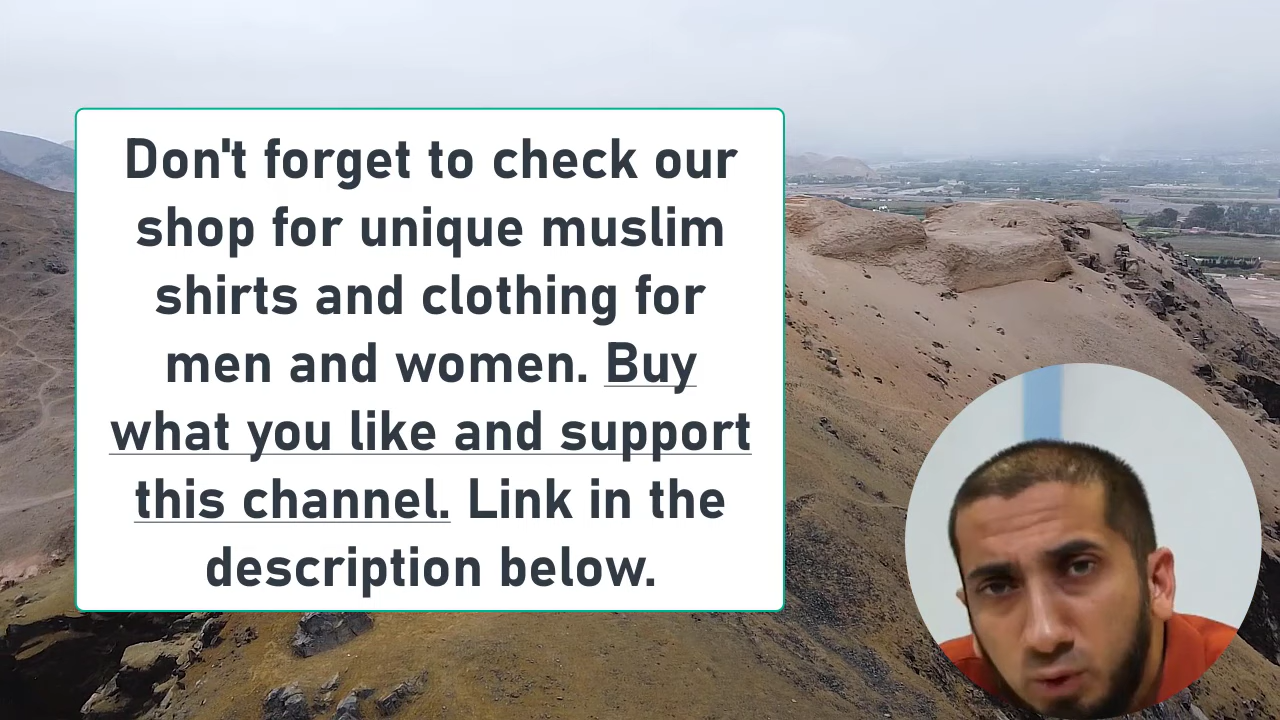 Don't forget to check our
shop for unique muslim
shirts and clothing for
men and women. Buy
what you like and support
this channel. Link in the
description below.